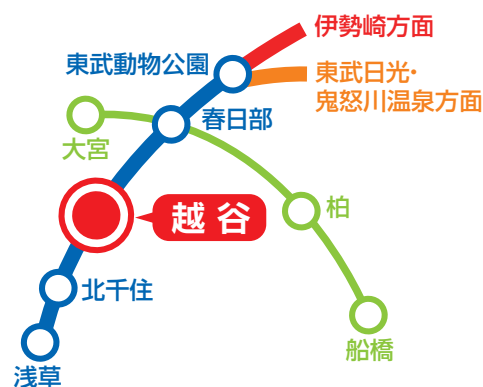 伊勢崎方面
東武動物公園
東武日光・
鬼怒川温泉方面
春日部
大宮
越谷
柏
北千住
船橋
浅草